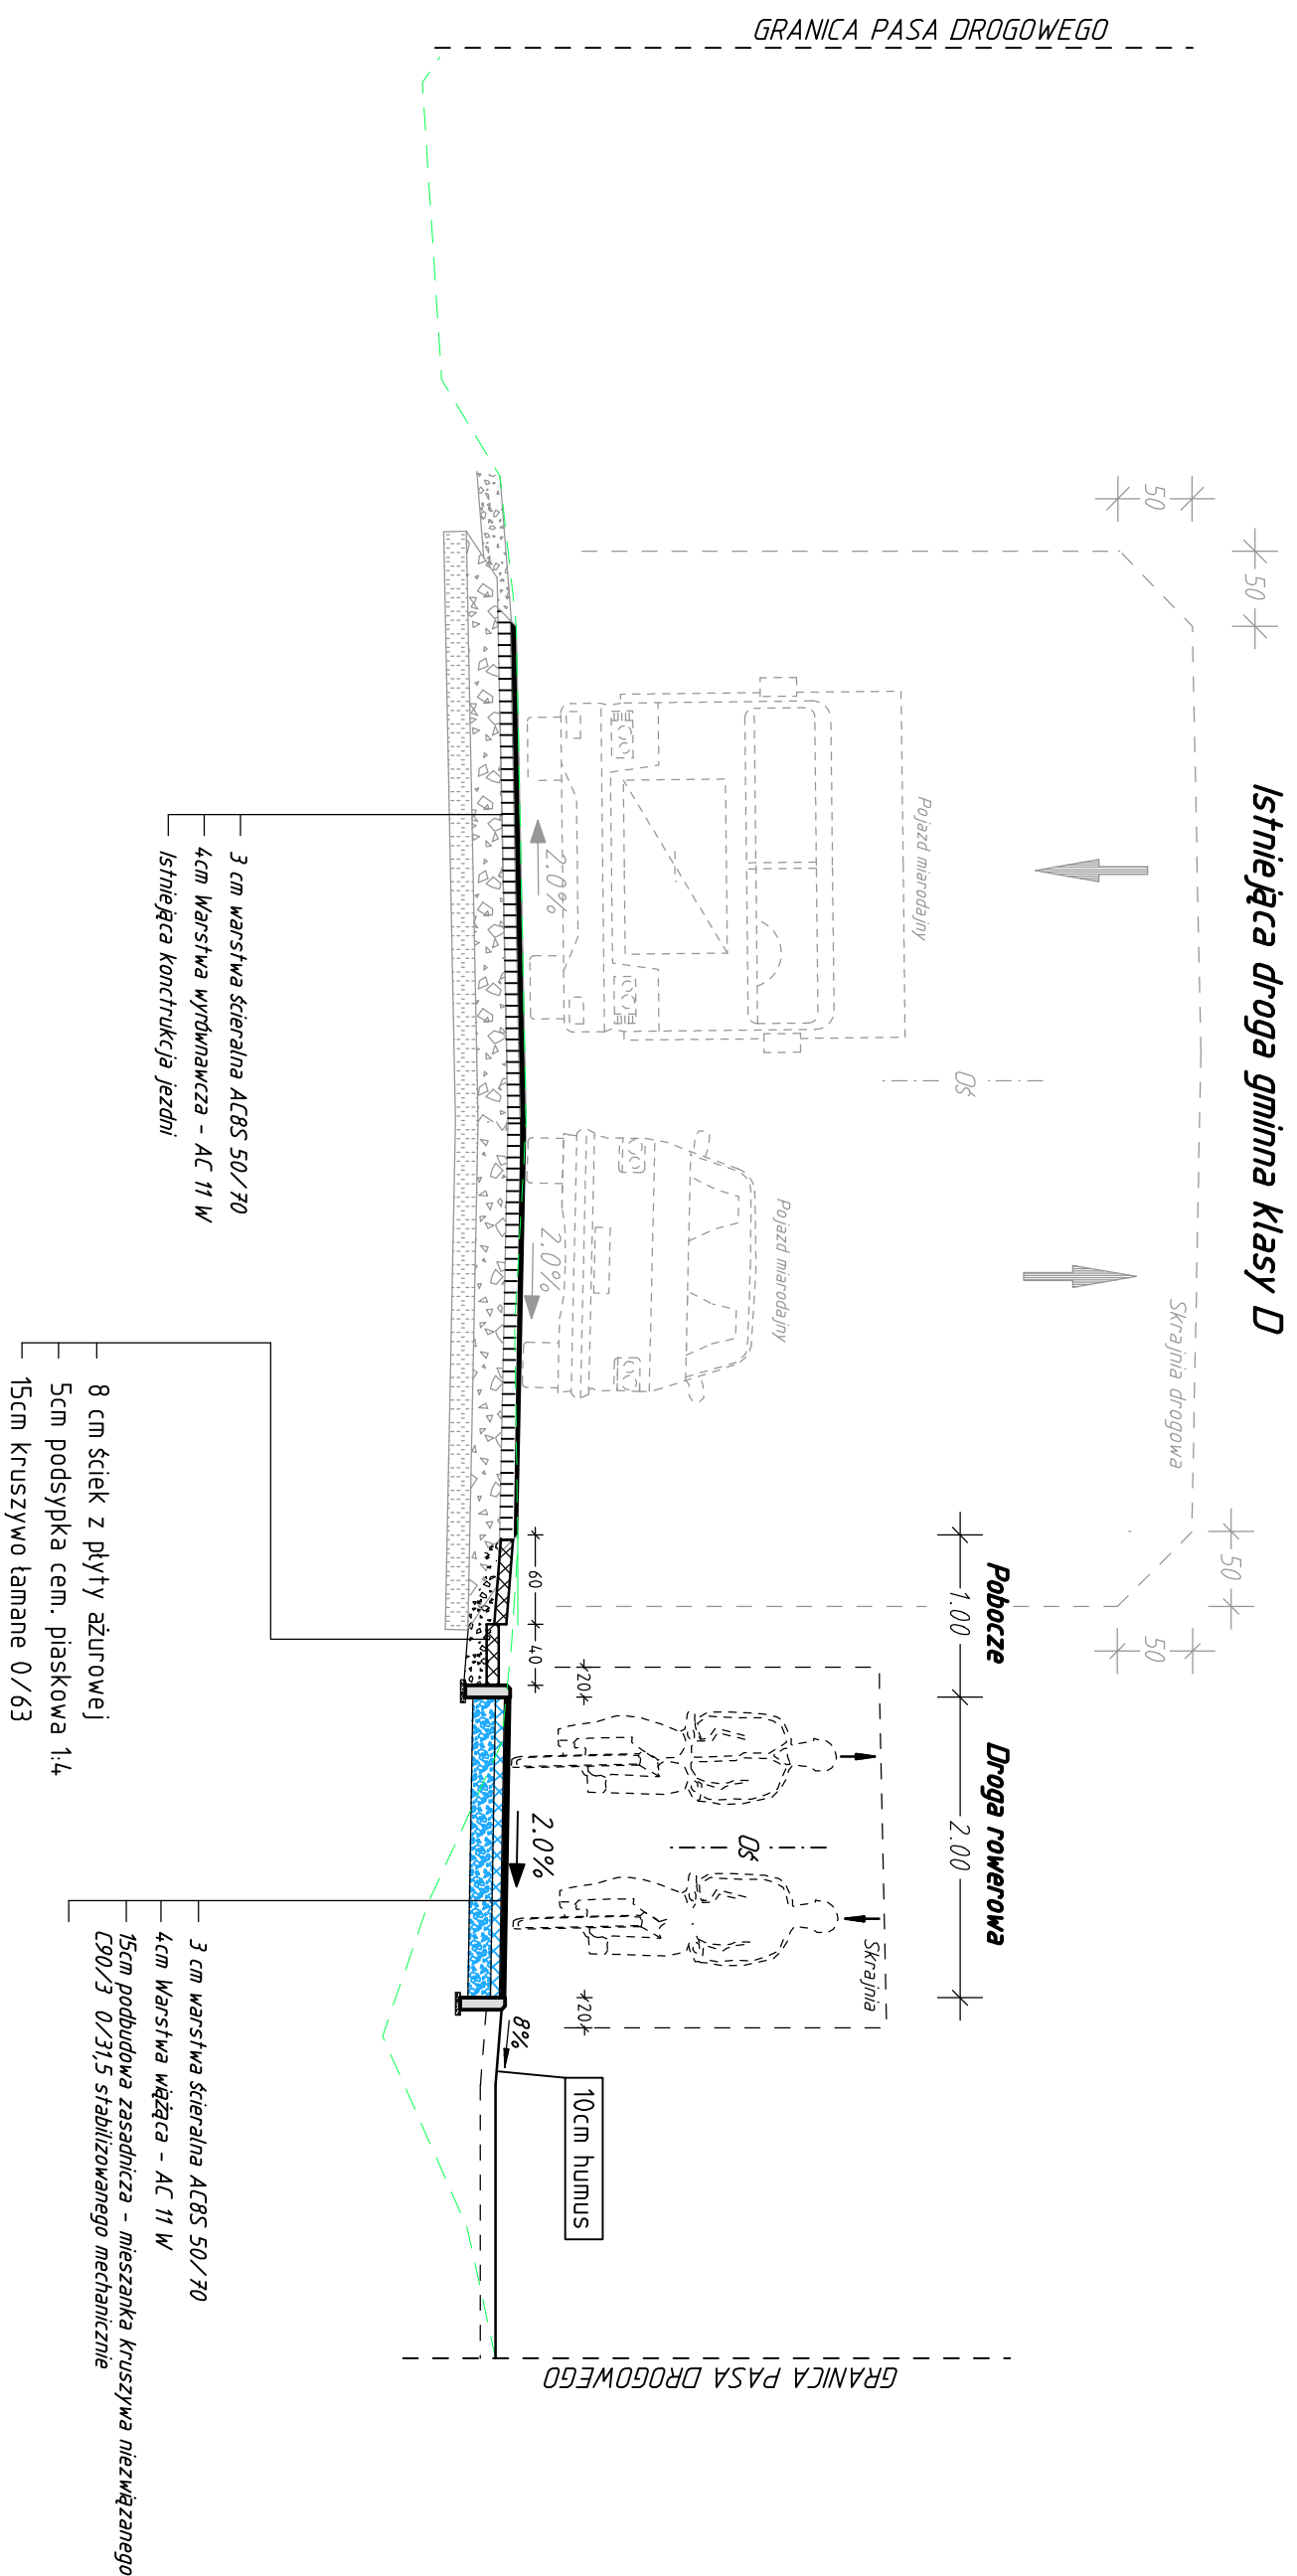 GRANICA PASA DROGOWEGO
Istniejąca droga gminna klasy D
50
50
Skrajnia drogowa
50
50
Pojazd miarodajny
Pojazd miarodajny
Oś
2.0%
2.0%
Pobocze
Droga rowerowa
1.00
2.00
60
40
20
20
Skrajnia
Oś
2.0%
8%
10cm humus
3 cm warstwa ścieralna AC8S 50/70
4cm Warstwa wyrównawcza - AC 11 W
Istniejąca konctrukcja jezdni
8 cm ściek z płyty ażurowej
5cm podsypka cem. piaskowa 1:4
15cm kruszywo łamane 0/63
3 cm warstwa ścieralna AC8S 50/70
4cm Warstwa wiążąca - AC 11 W
15cm podbudowa zasadnicza - mieszanka kruszywa niezwiązanego
C90/3 0/31,5 stabilizowanego mechanicznie
GRANICA PASA DROGOWEGO